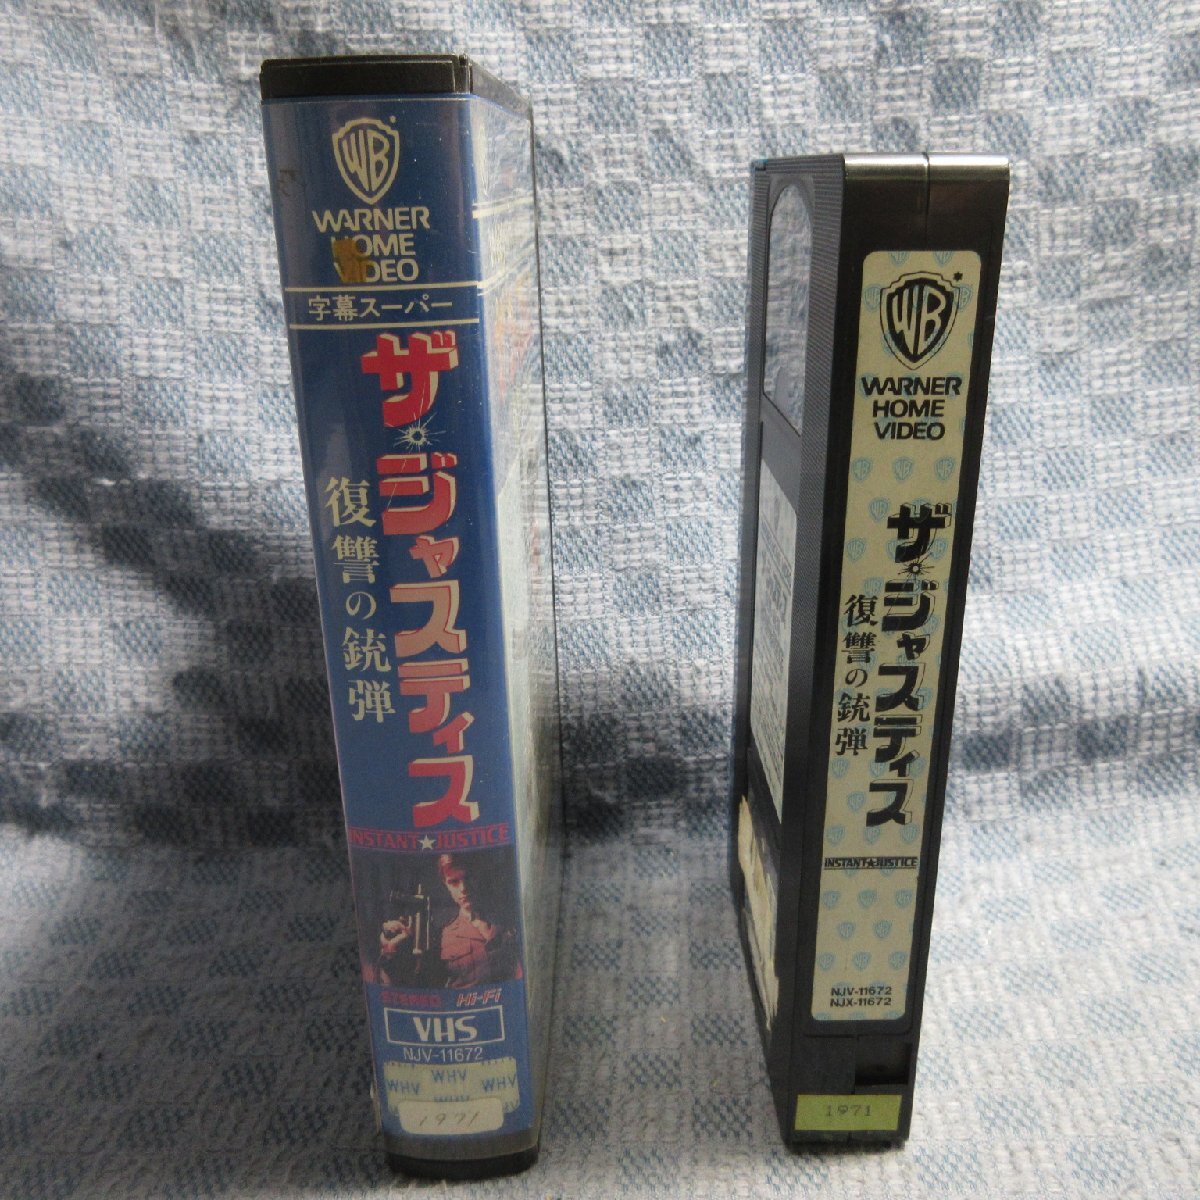 WB
WARNER
HOME
VIDEO
字幕スーパー
ザ・ジャスティス
復讐の銃弾
INSTANT★JUSTICE
STEREO Hi-Fi
VHS
NJV-11672
WHV
WHV WHV
WHV
1971
WB
WARNER
HOME
VIDEO
ザ・ジャスティス
復讐の銃弾
INSTANT★JUSTICE
NJV-11672
NJX-11672
1971